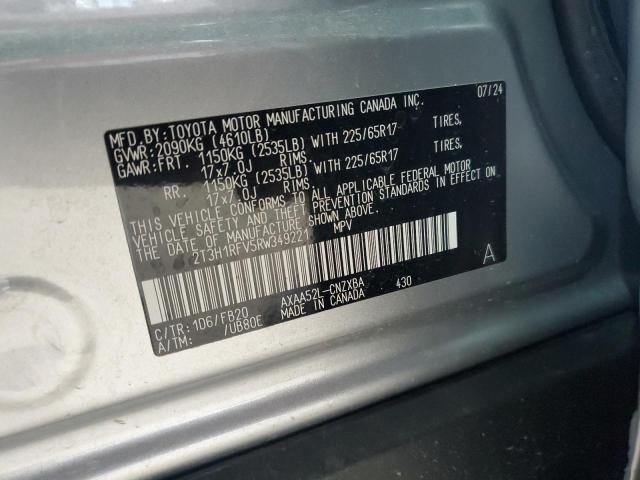 MFD.BY:TOYOTA MOTOR MANUFACTURING CANADA INC. 07/24
GVWR:2090KG (4610LB)
GAWR:FRT. 1150KG (2535LB) WITH 225/65R17 TIRES.
17x7.0J RIMS.
RR. 1150KG (2535LB) WITH 225/65R17 TIRES.
17x7.0J RIMS.
THIS VEHICLE CONFORMS TO ALL APPLICABLE FEDERAL MOTOR
VEHICLE SAFETY AND THEFT PREVENTION STANDARDS IN EFFECT ON
THE DATE OF MANUFACTURE SHOWN ABOVE.
2T3H1RFV5RW349221 MPV
A
C/TR: 1D6/FB20 AXAA52L-CNZXBA 430
A/TM: /UB80E MADE IN CANADA